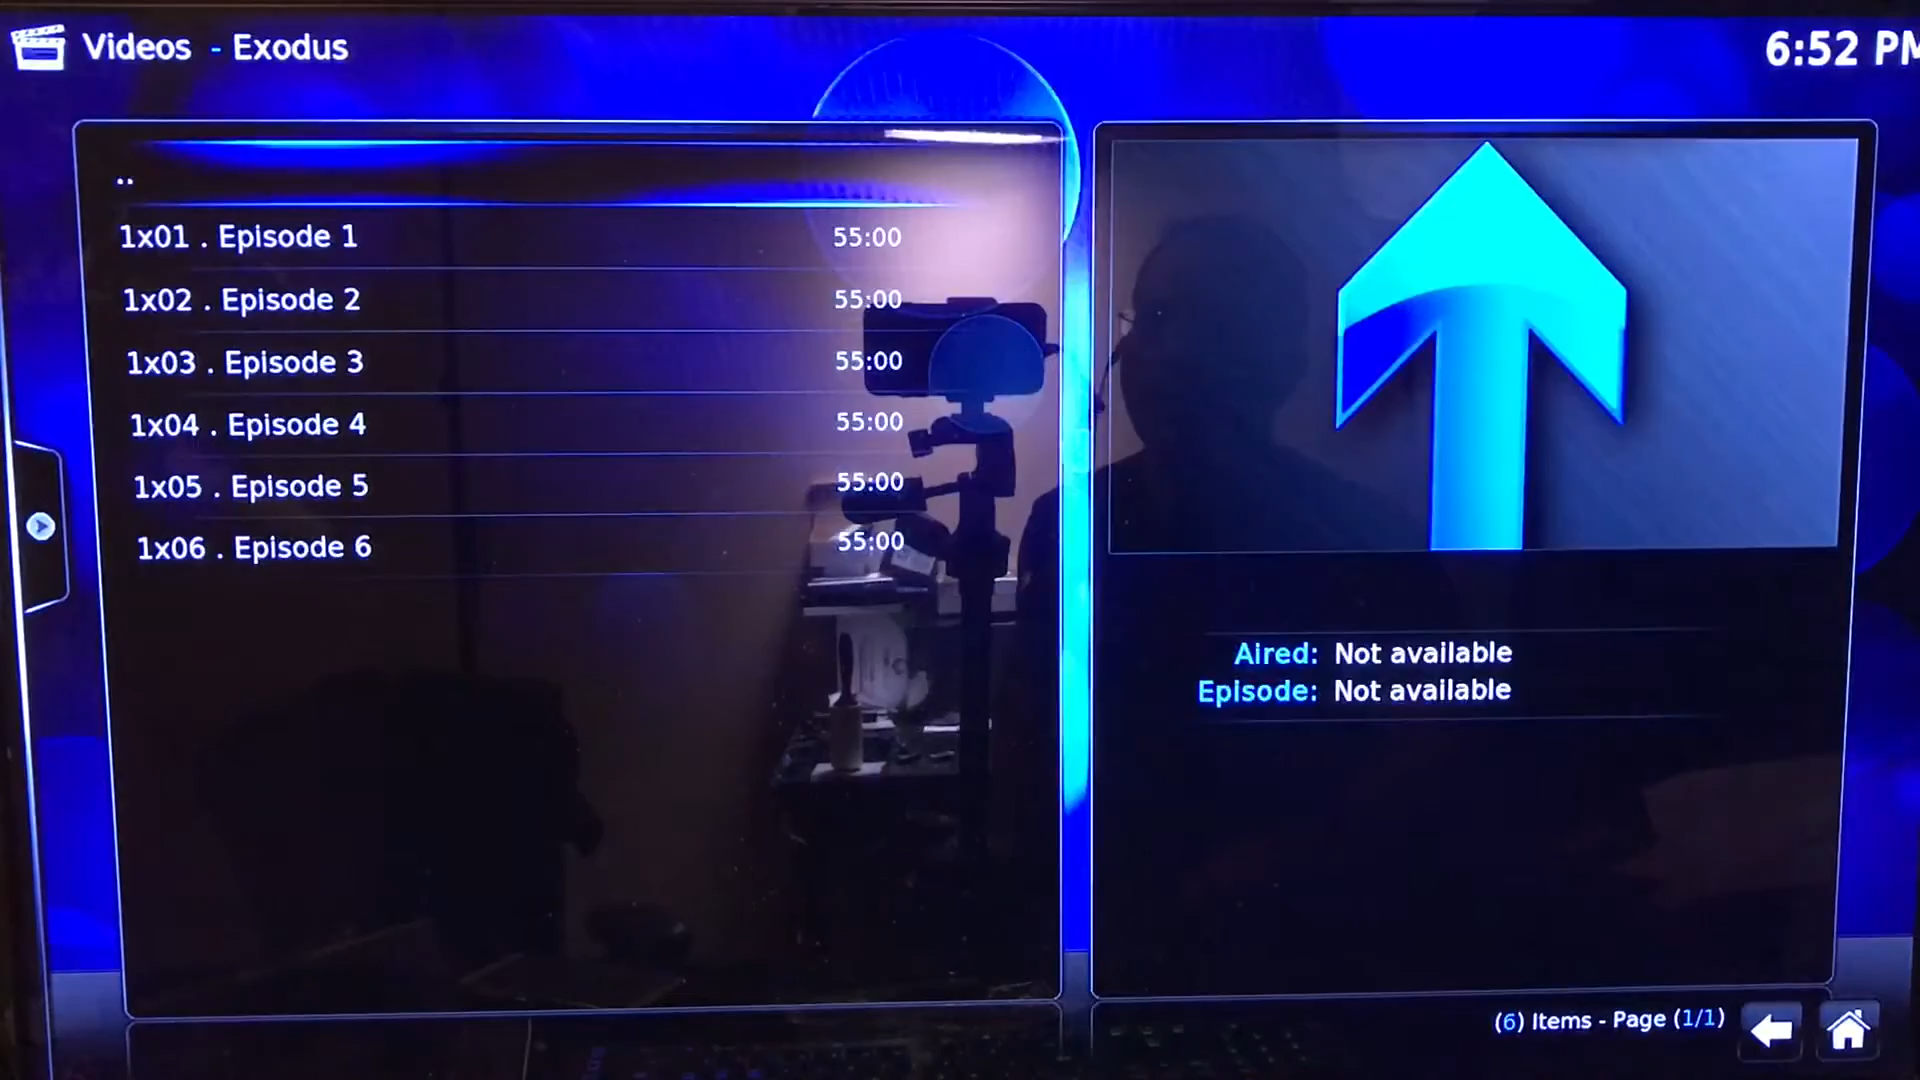 Videos - Exodus
6:52 PM
..
1x01 . Episode 1 55:00
1x02 . Episode 2 55:00
1x03 . Episode 3 55:00
1x04 . Episode 4 55:00
1x05 . Episode 5 55:00
1x06 . Episode 6 55:00
Aired: Not available
Episode: Not available
(6) Items - Page (1/1)